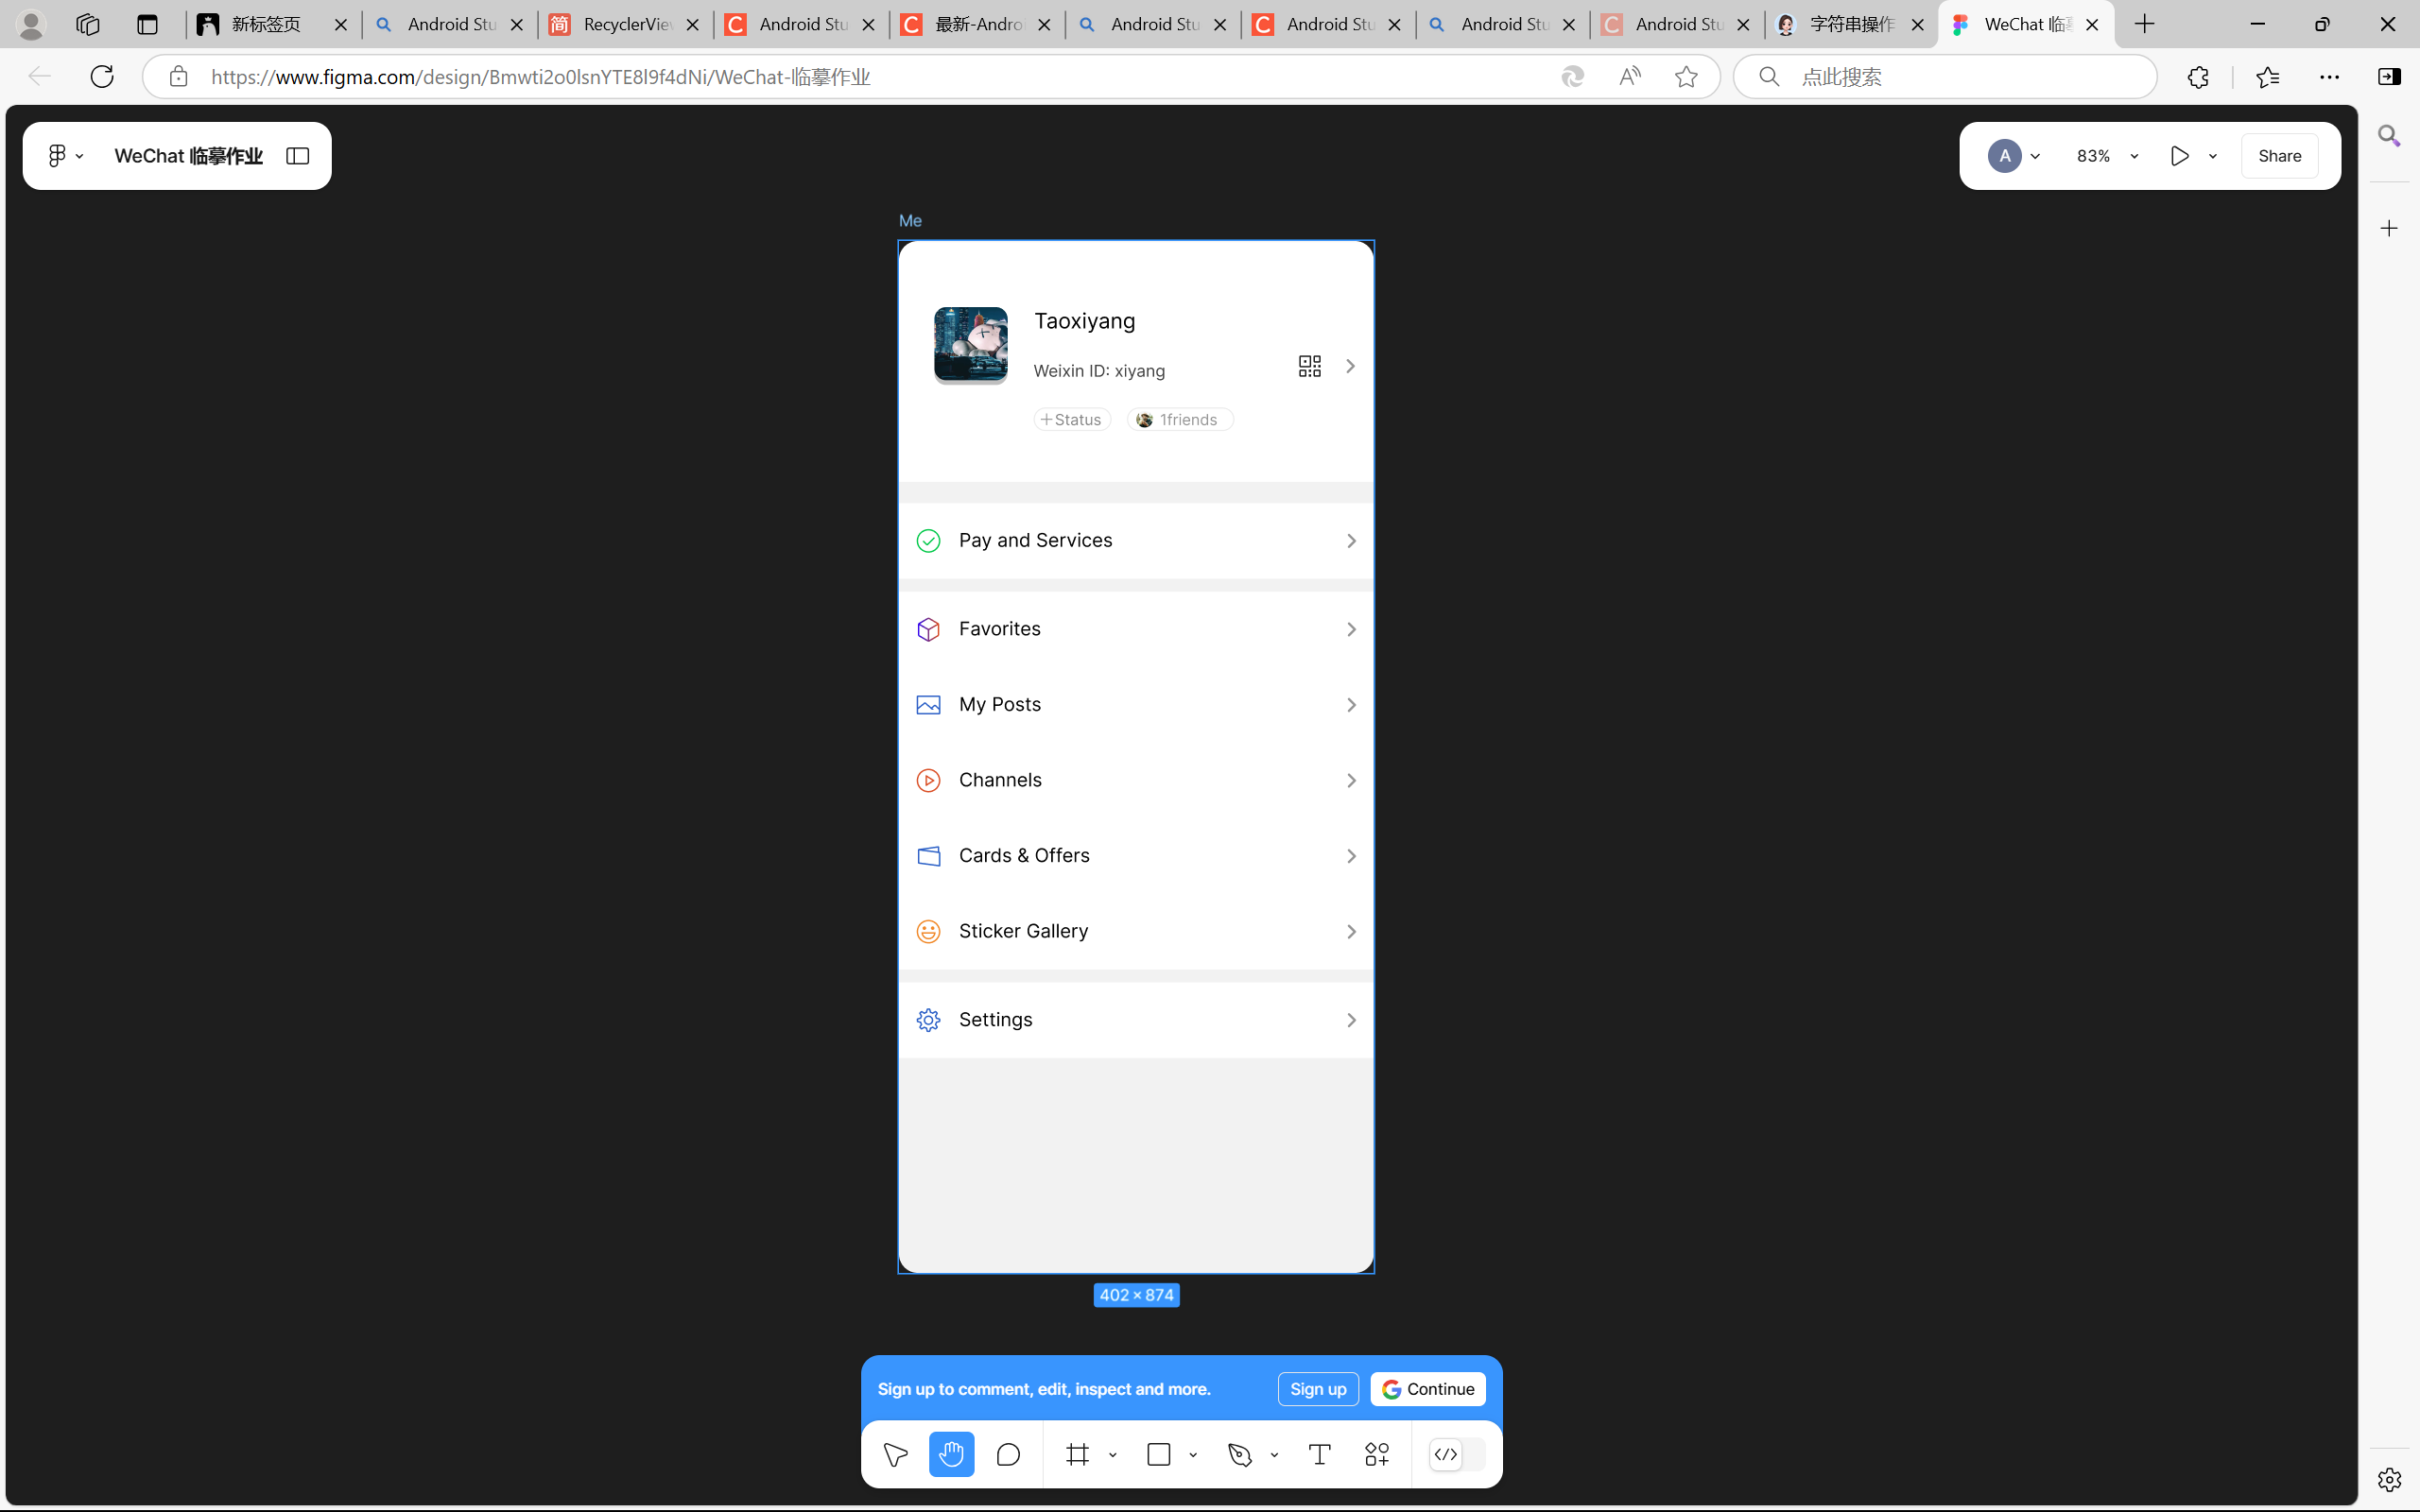 新标签页
Android Stu
RecyclerView
Android Stu
最新-Androi
Android Stu
Android Stu
Android Stu
Android Stu
字符串操作
WeChat 临摹
https://www.figma.com/design/Bmwti2o0lsnYTE8l9f4dNi/WeChat-临摹作业
点此搜索
WeChat 临摹作业
A
83%
Share
Me
Taoxiyang
Weixin ID: xiyang
+Status
1friends
Pay and Services
Favorites
My Posts
Channels
Cards & Offers
Sticker Gallery
Settings
402 × 874
Sign up to comment, edit, inspect and more.
Sign up
Continue